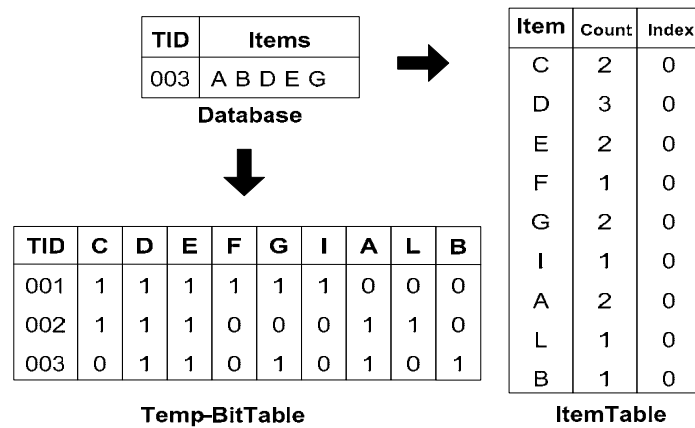 TID Items
003 A B D E G
Database
Item Count Index
C 2 0
D 3 0
E 2 0
F 1 0
G 2 0
I 1 0
A 2 0
L 1 0
B 1 0
ItemTable
TID C D E F G I A L B
001 1 1 1 1 1 1 0 0 0
002 1 1 1 0 0 0 1 1 0
003 0 1 1 0 1 0 1 0 1
Temp-BitTable